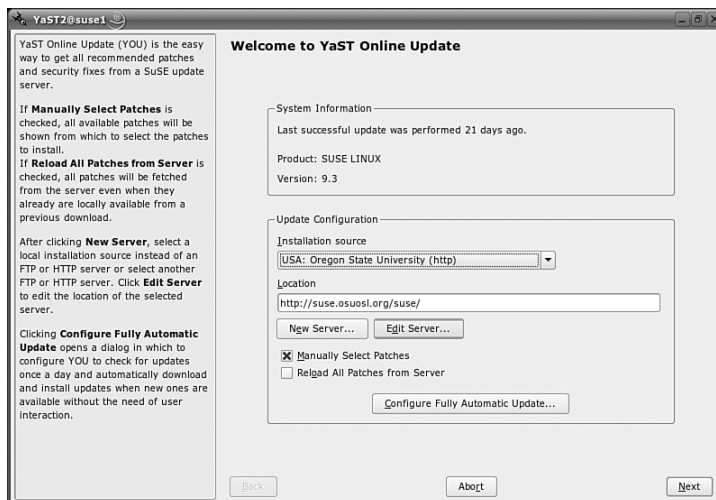 YaST2@suse1
YaST Online Update (YOU) is the easy
way to get all recommended patches
and security fixes from a SuSE update
server.
If Manually Select Patches is
checked, all available patches will be
shown from which to select the patches
to install.
If Reload All Patches from Server is
checked, all patches will be fetched
from the server even when they
already are locally available from a
previous download.
After clicking New Server, select a
local installation source instead of an
FTP or HTTP server or select another
FTP or HTTP server. Click Edit Server
to edit the location of the selected
server.
Clicking Configure Fully Automatic
Update opens a dialog in which to
configure YOU to check for updates
once a day and automatically download
and install updates when new ones are
available without the need of user
interaction.
Welcome to YaST Online Update
System Information
Last successful update was performed 21 days ago.
Product: SUSE LINUX
Version: 9.3
Update Configuration
Installation source
USA: Oregon State University (http)
Location
http://suse.osuosl.org/suse/
New Server... Edit Server...
Manually Select Patches
Reload All Patches from Server
Configure Fully Automatic Update...
Back Abort Next